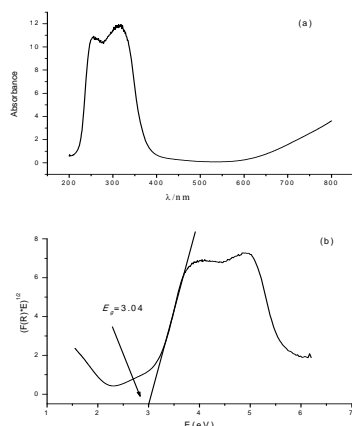 (a)
12
10
8
6
4
2
0
Absorbance
200 300 400 500 600 700 800
λ/nm
(b)
8
6
4
2
0
(F(R)*E)^1/2
E_g=3.04
1 2 3 4 5 6 7
E(eV)